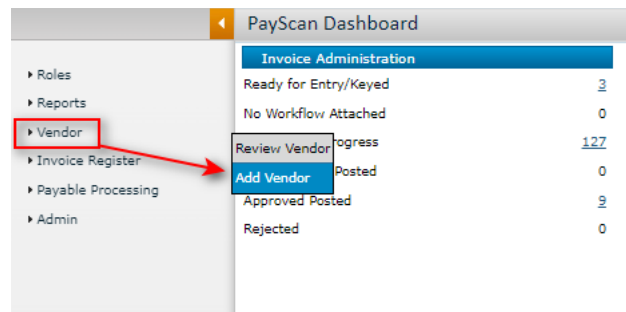 PayScan Dashboard
Invoice Administration
Roles
Reports
Vendor
Invoice Register
Payable Processing
Admin
Ready for Entry/Keyed 3
No Workflow Attached 0
Review Vendor
127
Add Vendor
Posted 0
Approved Posted 9
Rejected 0